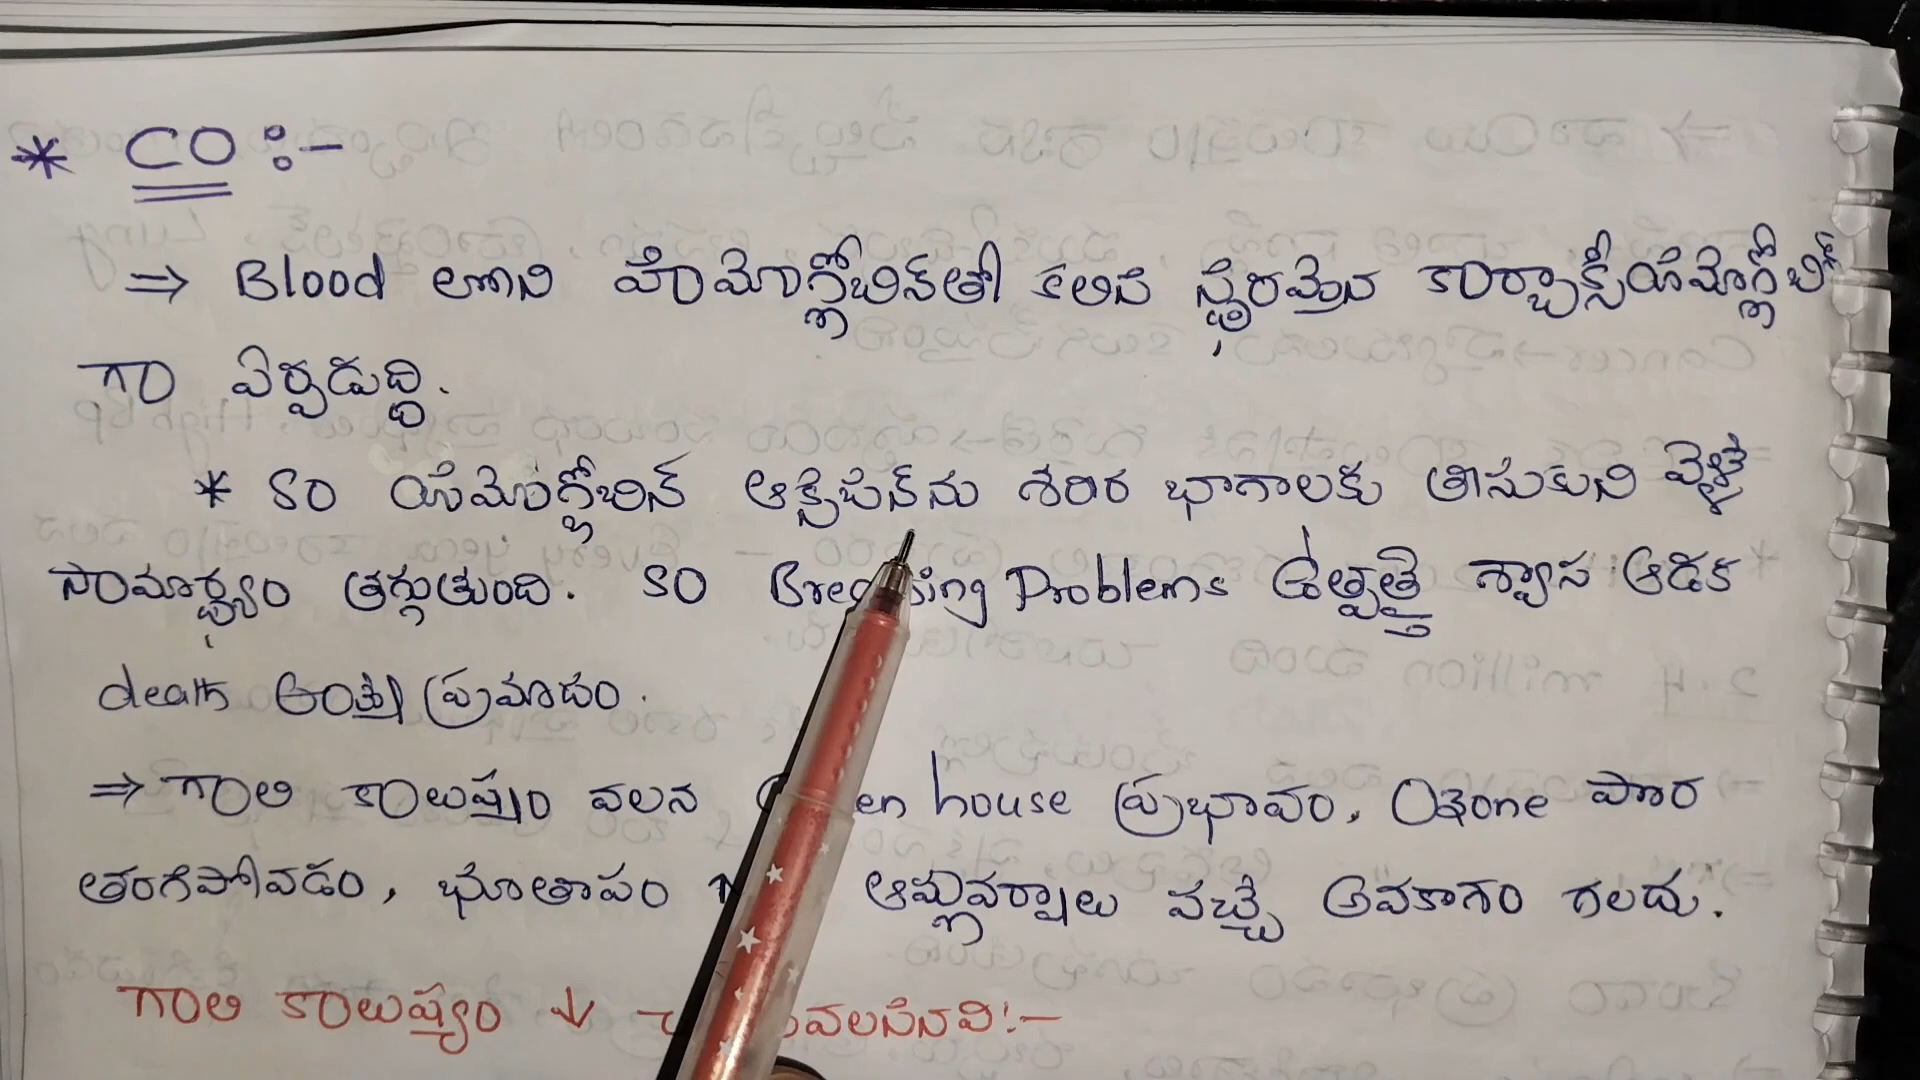 * CO :-
⇒ Blood లోని హిమోగ్లోబిన్‌తో కలిసి స్థిరమైన కార్బాక్సీహిమోగ్లోబిన్
గా ఏర్పడుద్ది.
* SO హిమోగ్లోబిన్ ఆక్సిజన్‌ను శరీర భాగాలకు తీసుకుని వెళ్ళే
సామర్థ్యం తగ్గుతుంది. SO Problems ఉత్పత్తై శ్వాస ఆడక
death అంత ప్రమాదం.
⇒ గాలి కాలుష్యం వలన en house ప్రభావం, Ozone పొర
తరిగిపోవడం, భూతాపం ↑ ఆమ్లవర్షాలు వచ్చే అవకాశం గలదు.
గాలి కాలుష్యం ↓ వలసినవి:-